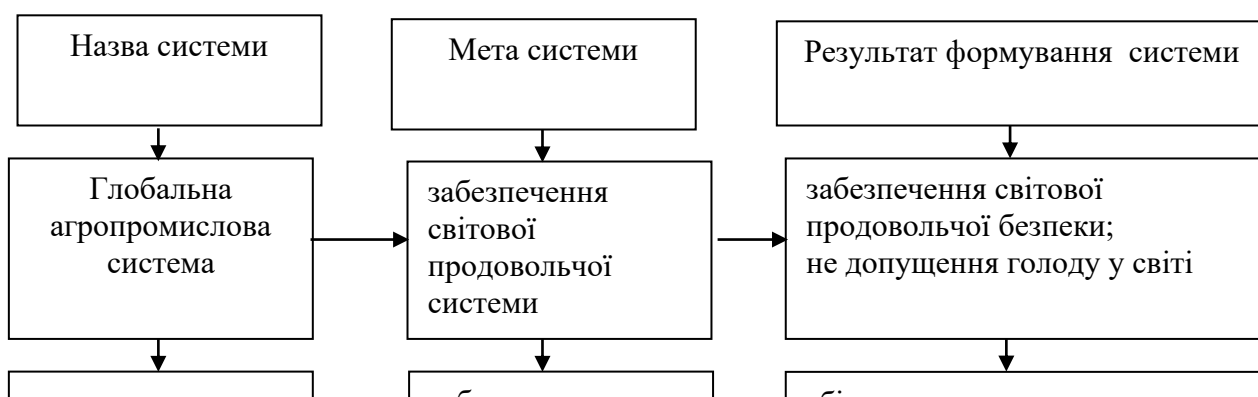 Назва системи
Мета системи
Результат формування системи
Глобальна
агропромислова
система
забезпечення
світової
продовольчої
системи
забезпечення світової
продовольчої безпеки;
не допущення голоду у світі